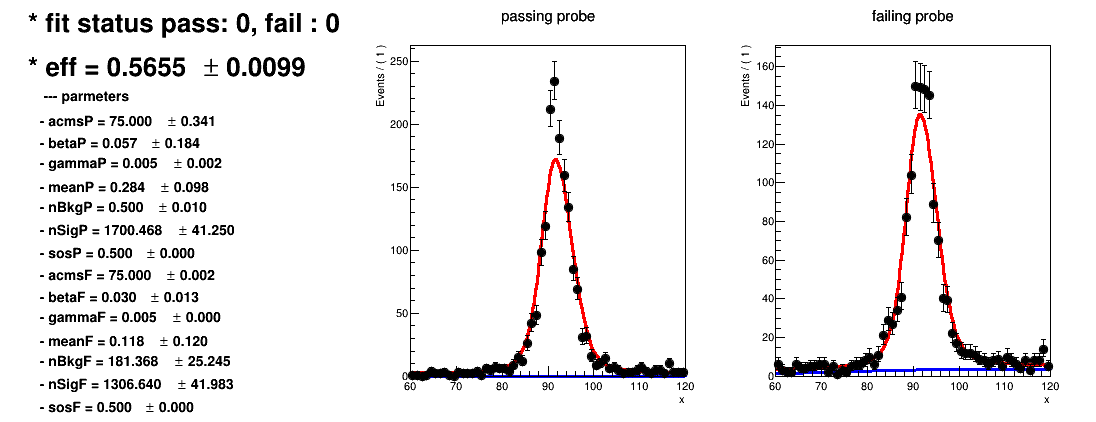 * fit status pass: 0, fail : 0
* eff = 0.5655 ± 0.0099
--- parmeters
- acmsP = 75.000 ± 0.341
- betaP = 0.057 ± 0.184
- gammaP = 0.005 ± 0.002
- meanP = 0.284 ± 0.098
- nBkgP = 0.500 ± 0.010
- nSigP = 1700.468 ± 41.250
- sosP = 0.500 ± 0.000
- acmsF = 75.000 ± 0.002
- betaF = 0.030 ± 0.013
- gammaF = 0.005 ± 0.000
- meanF = 0.118 ± 0.120
- nBkgF = 181.368 ± 25.245
- nSigF = 1306.640 ± 41.983
- sosF = 0.500 ± 0.000
passing probe
Events / ( 1 )
250
200
150
100
50
0
60 70 80 90 100 110 120
x
failing probe
Events / ( 1 )
160
140
120
100
80
60
40
20
0
60 70 80 90 100 110 120
x